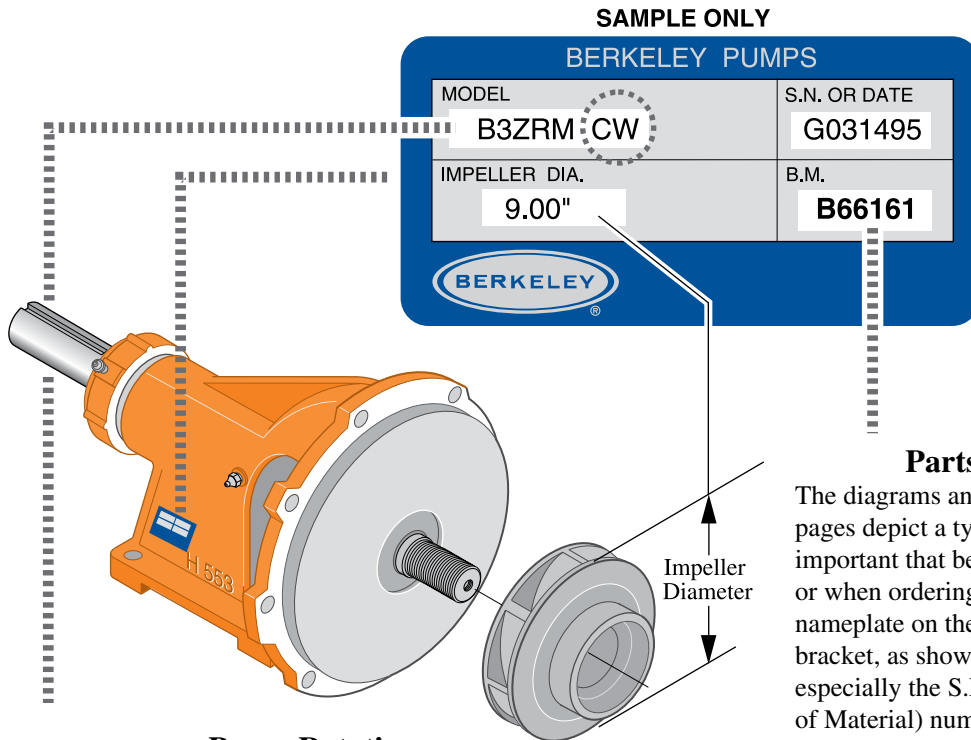 SAMPLE ONLY
BERKELEY PUMPS
MODEL
B3ZRM CW
S.N. OR DATE
G031495
IMPELLER DIA.
9.00"
B.M.
B66161
BERKELEY
®
H 553
Impeller
Diameter
Parts
The diagrams an
pages depict a ty
important that be
or when ordering
nameplate on the
bracket, as show
especially the S.
of Material) num